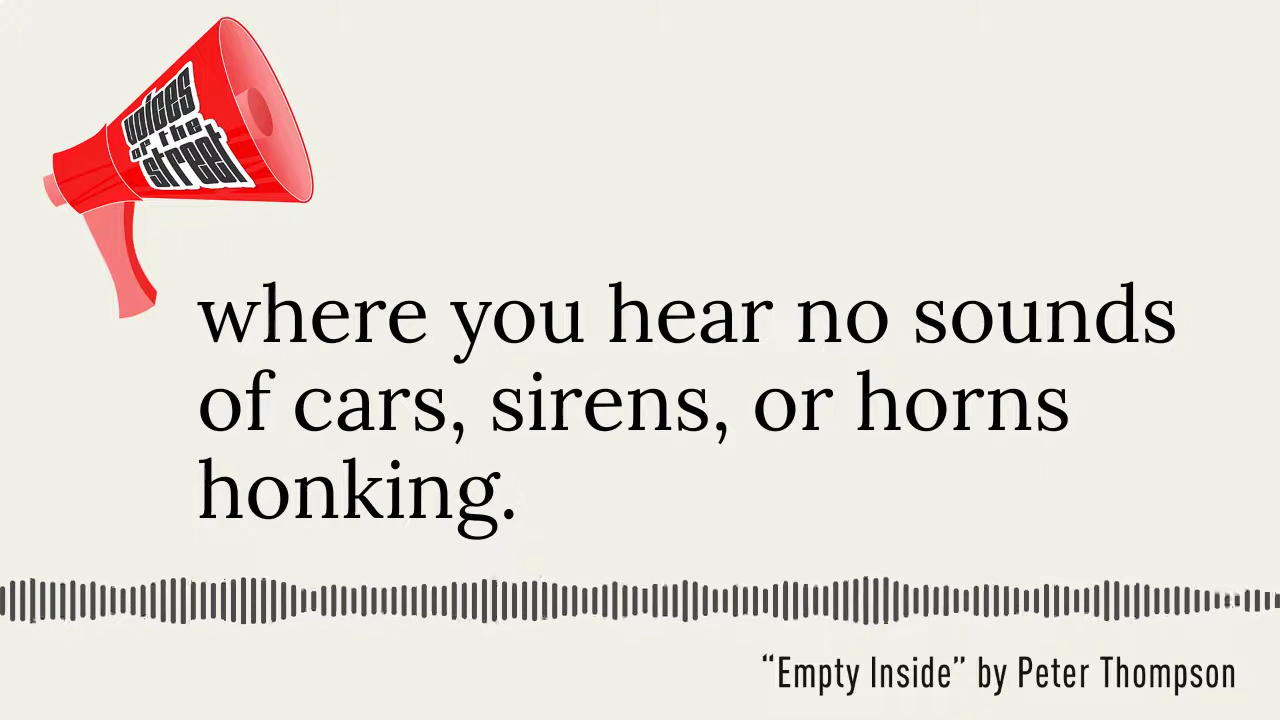 voices
of the
street
where you hear no sounds
of cars, sirens, or horns
honking.
“Empty Inside” by Peter Thompson